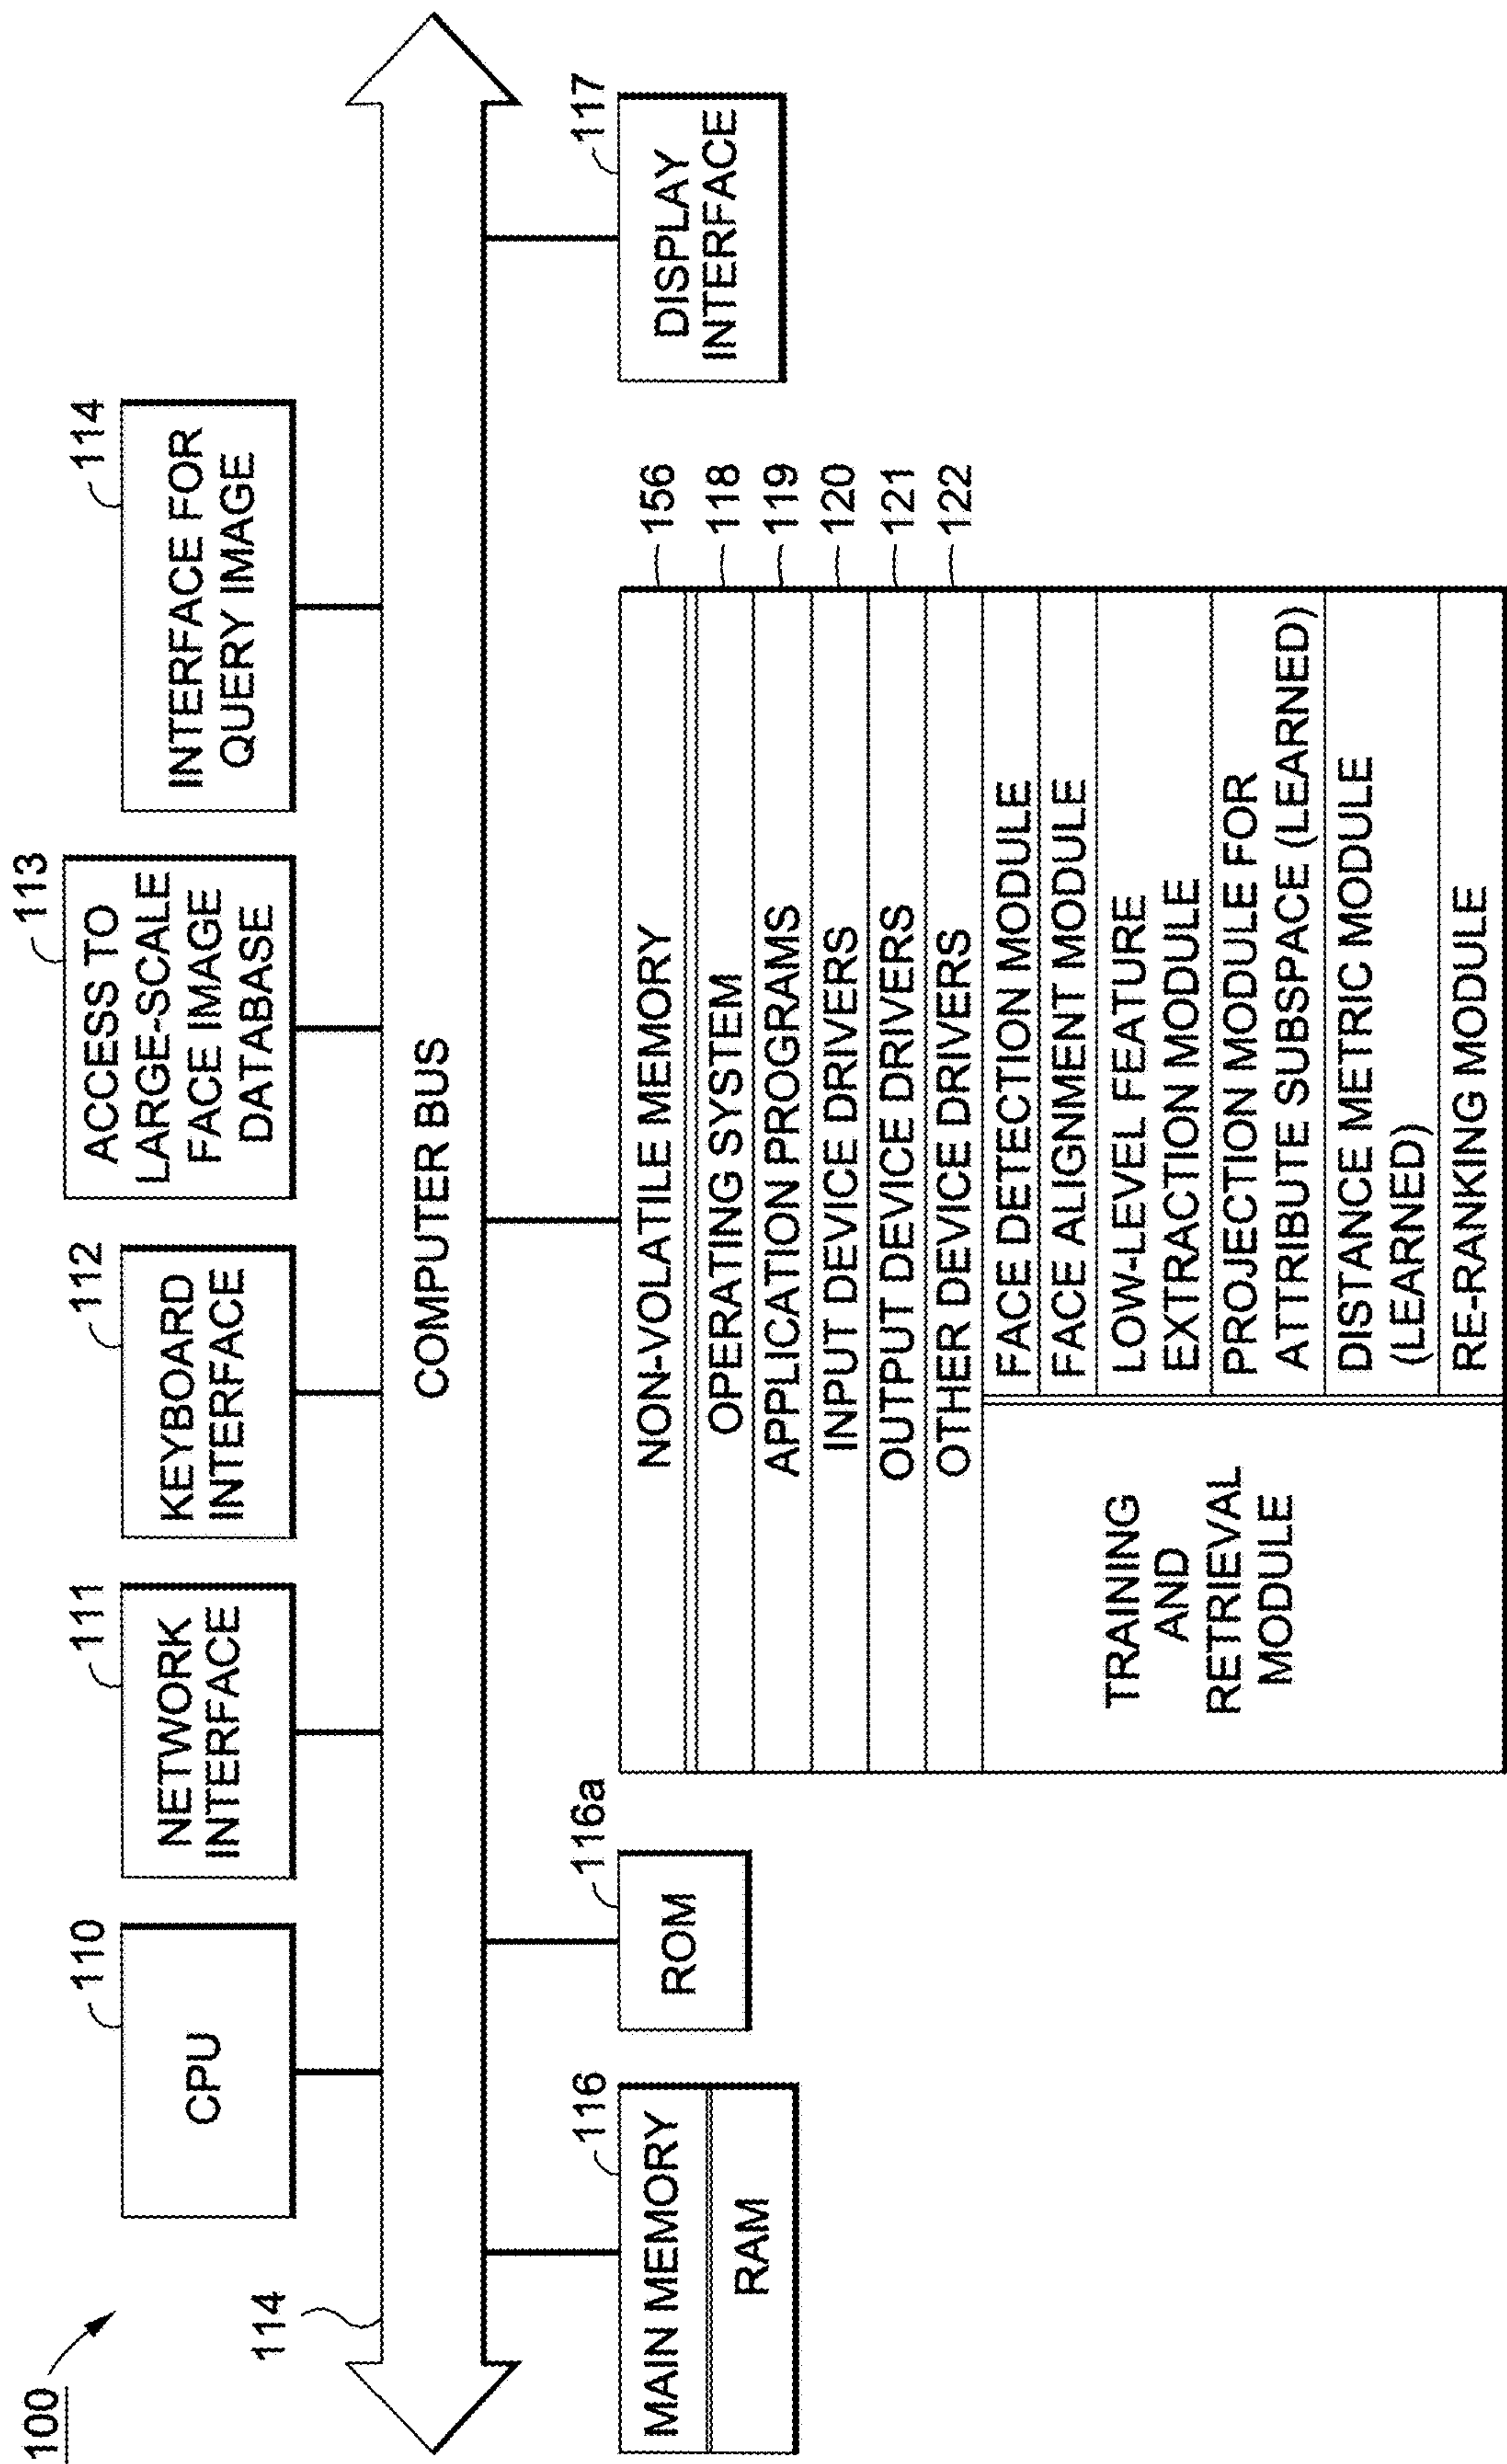 100
114
110
CPU
111
NETWORK
INTERFACE
112
KEYBOARD
INTERFACE
113
ACCESS TO
LARGE-SCALE
FACE IMAGE
DATABASE
114
INTERFACE FOR
QUERY IMAGE
COMPUTER BUS
116
MAIN MEMORY
RAM
116a
ROM
NON-VOLATILE MEMORY
156
OPERATING SYSTEM
118
APPLICATION PROGRAMS
119
INPUT DEVICE DRIVERS
120
OUTPUT DEVICE DRIVERS
121
OTHER DEVICE DRIVERS
122
TRAINING
AND
RETRIEVAL
MODULE
FACE DETECTION MODULE
FACE ALIGNMENT MODULE
LOW-LEVEL FEATURE
EXTRACTION MODULE
PROJECTION MODULE FOR
ATTRIBUTE SUBSPACE (LEARNED)
DISTANCE METRIC MODULE
(LEARNED)
RE-RANKING MODULE
117
DISPLAY
INTERFACE